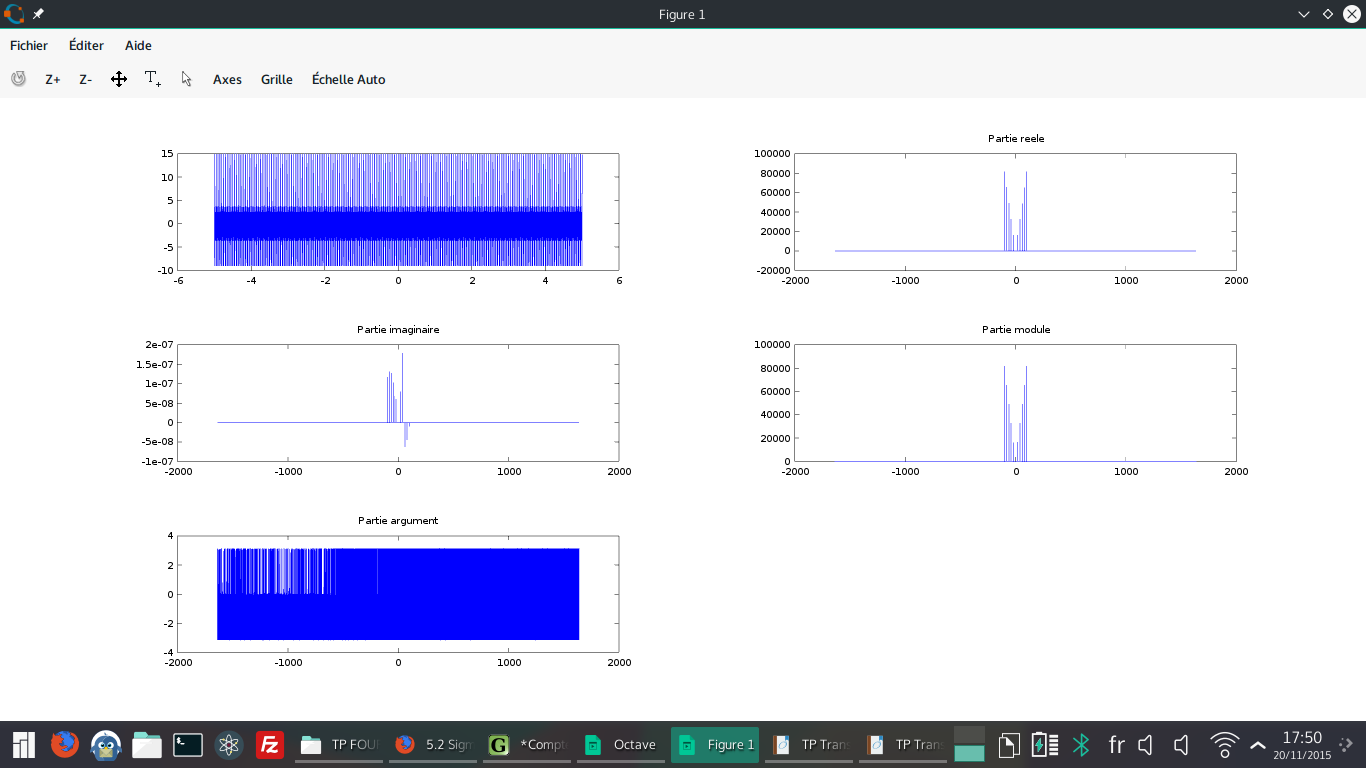 Figure 1
Fichier Éditer Aide
Z+ Z- T+ Axes Grille Échelle Auto
15
10
5
0
-5
-10
-6 -4 -2 0 2 4 6
Partie reele
100000
80000
60000
40000
20000
0
-20000
-2000 -1000 0 1000 2000
Partie imaginaire
2e-07
1.5e-07
1e-07
5e-08
0
-5e-08
-1e-07
-2000 -1000 0 1000 2000
Partie module
100000
80000
60000
40000
20000
0
-2000 -1000 0 1000 2000
Partie argument
4
2
0
-2
-4
-2000 -1000 0 1000 2000
TP FOU 5.2 Sign *Compt Octave Figure 1 TP Trans TP Trans fr 17:50
20/11/2015